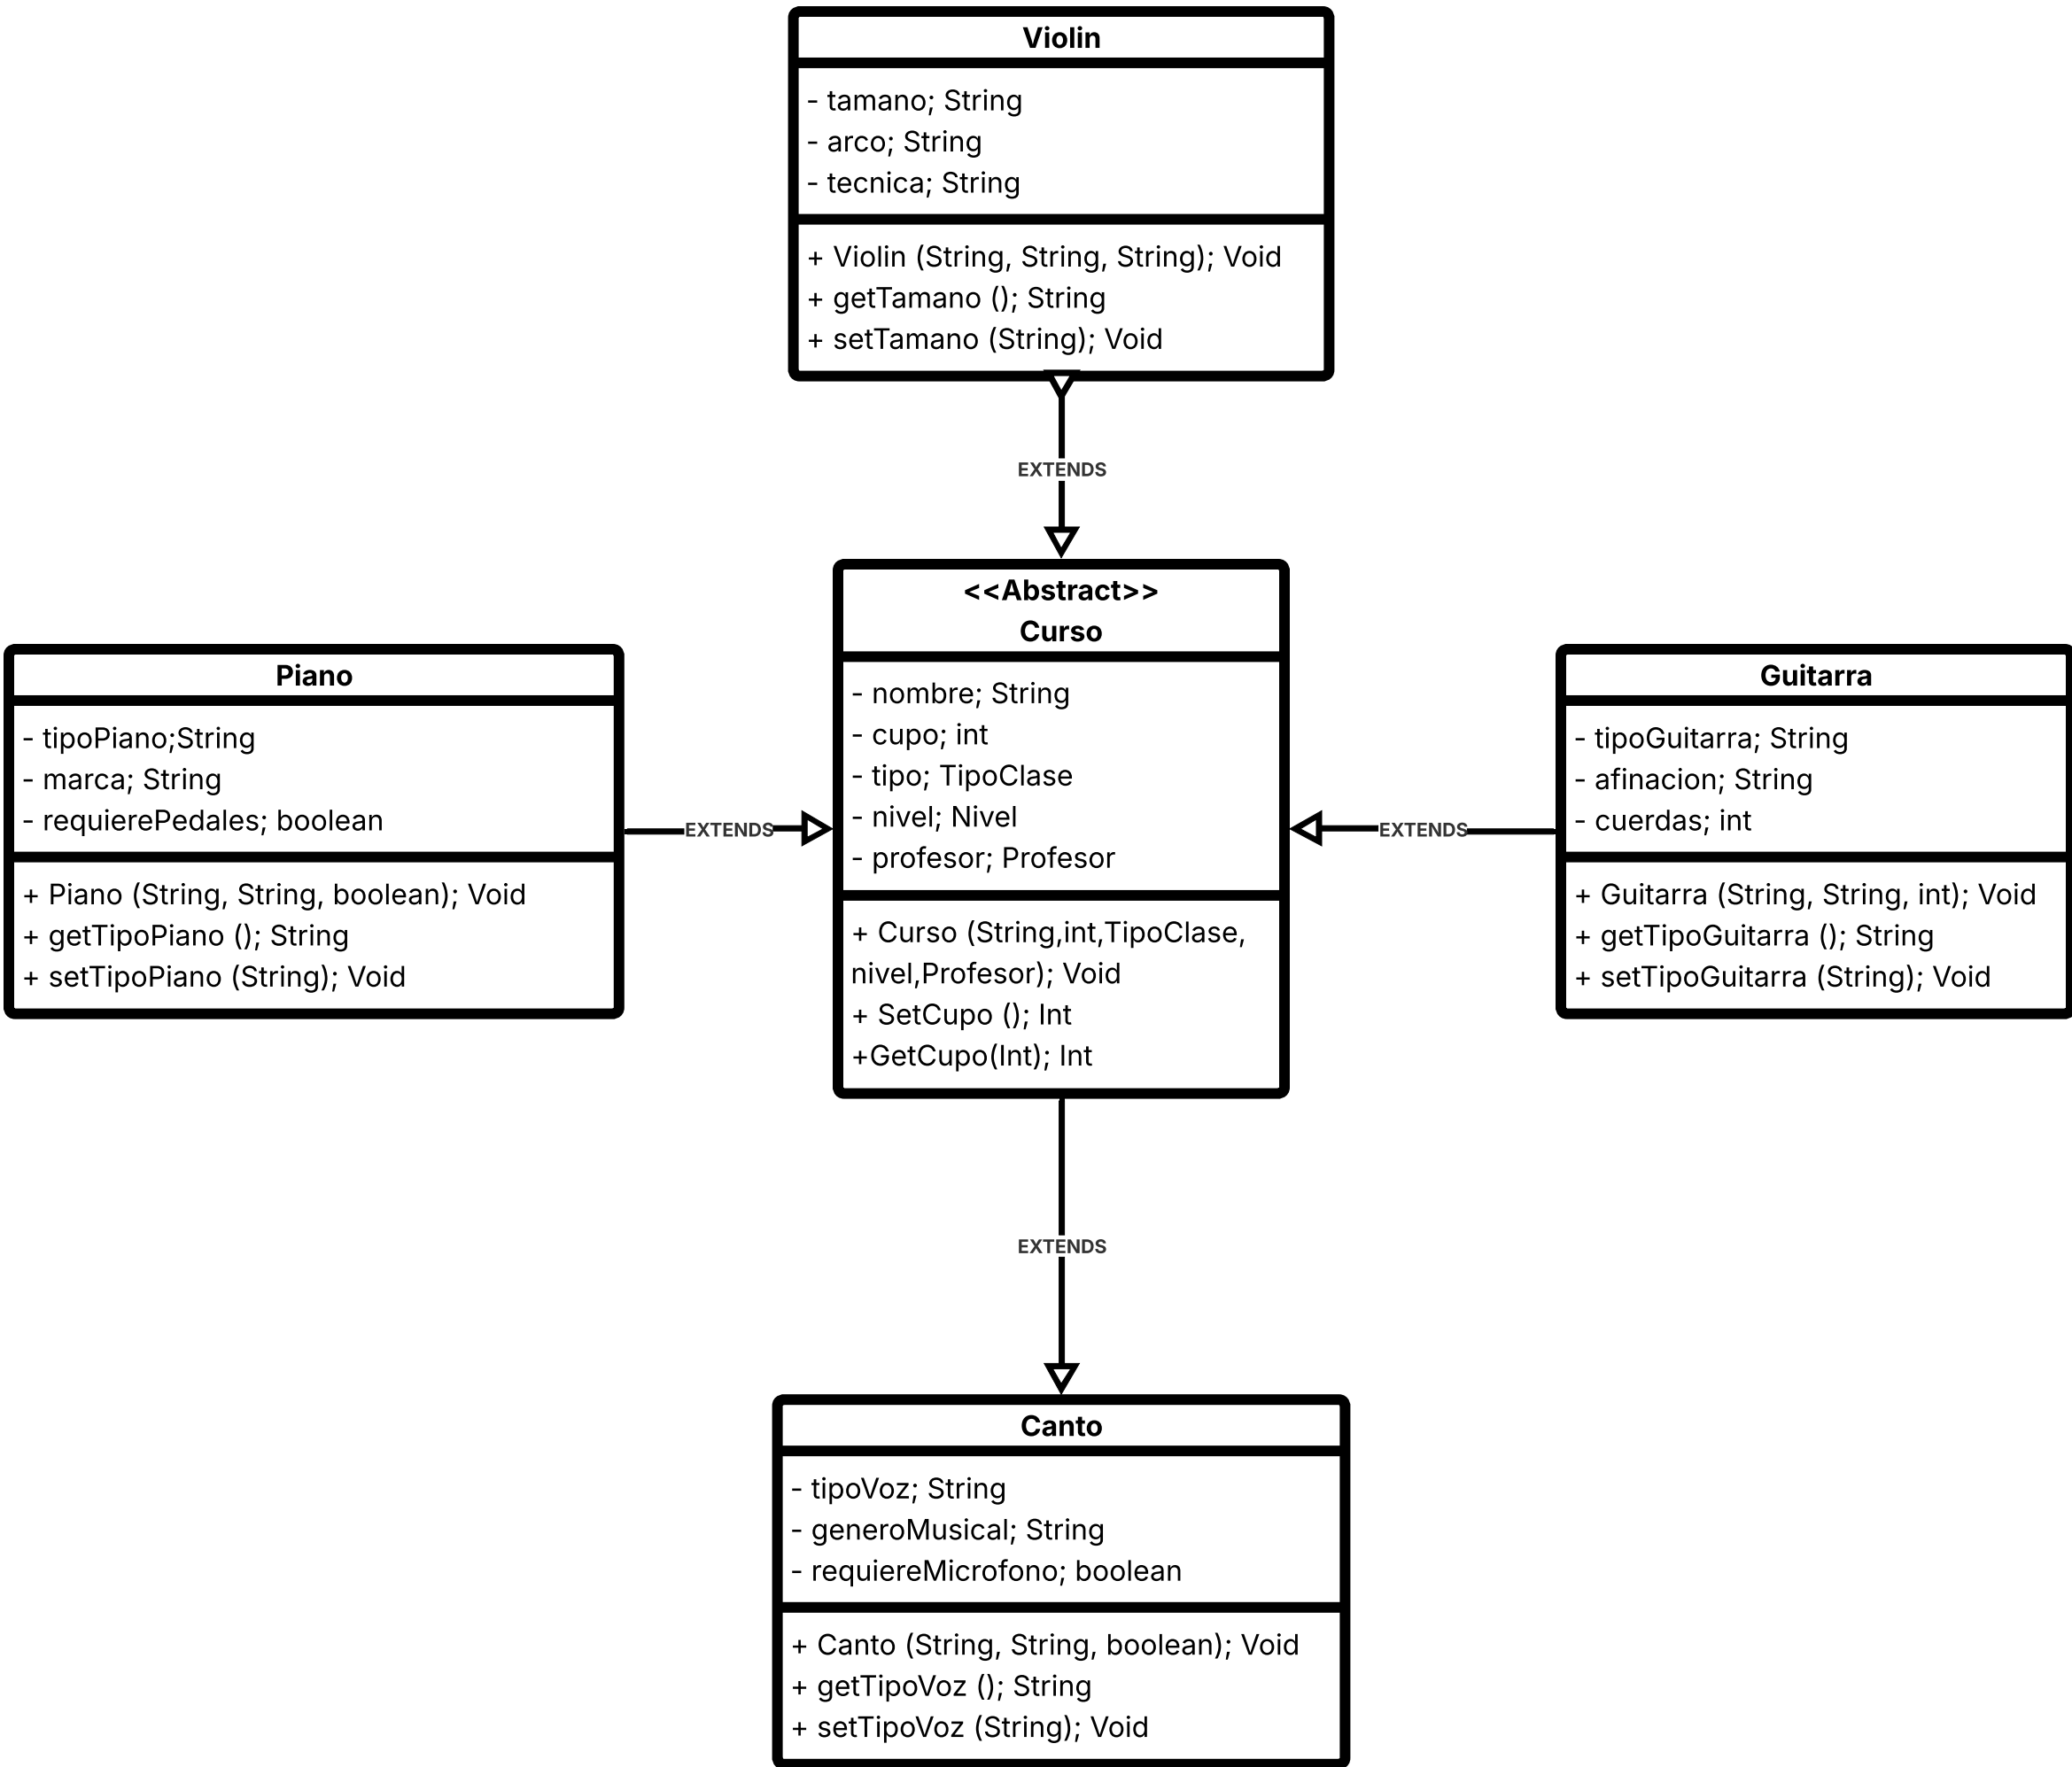 Violin
- tamano; String
- arco; String
- tecnica; String
+ Violin (String, String, String); Void
+ getTamano (); String
+ setTamano (String); Void
EXTENDS
<<Abstract>>
Curso
- nombre; String
- cupo; int
- tipo; TipoClase
- nivel; Nivel
- profesor; Profesor
+ Curso (String,int,TipoClase,
nivel,Profesor); Void
+ SetCupo (); Int
+GetCupo(Int); Int
Piano
- tipoPiano;String
- marca; String
- requierePedales; boolean
+ Piano (String, String, boolean); Void
+ getTipoPiano (); String
+ setTipoPiano (String); Void
EXTENDS
EXTENDS
Guitarra
- tipoGuitarra; String
- afinacion; String
- cuerdas; int
+ Guitarra (String, String, int); Void
+ getTipoGuitarra (); String
+ setTipoGuitarra (String); Void
EXTENDS
Canto
- tipoVoz; String
- generoMusical; String
- requiereMicrofono; boolean
+ Canto (String, String, boolean); Void
+ getTipoVoz (); String
+ setTipoVoz (String); Void